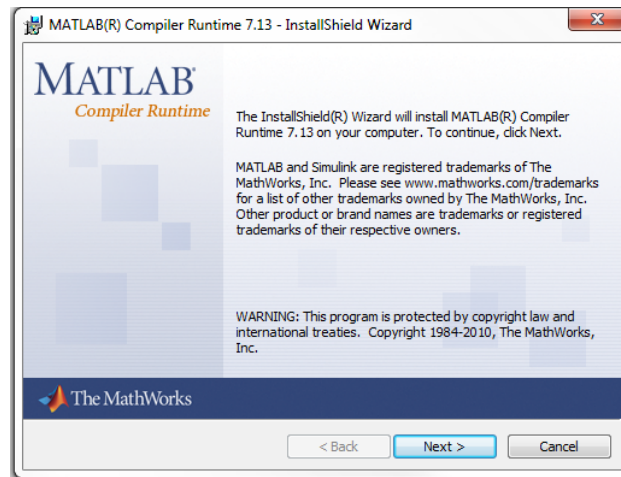 MATLAB(R) Compiler Runtime 7.13 - InstallShield Wizard
MATLAB®
Compiler Runtime
The InstallShield(R) Wizard will install MATLAB(R) Compiler
Runtime 7.13 on your computer. To continue, click Next.
MATLAB and Simulink are registered trademarks of The
MathWorks, Inc. Please see www.mathworks.com/trademarks
for a list of other trademarks owned by The MathWorks, Inc.
Other product or brand names are trademarks or registered
trademarks of their respective owners.
WARNING: This program is protected by copyright law and
international treaties. Copyright 1984-2010, The MathWorks,
Inc.
The MathWorks
< Back
Next >
Cancel